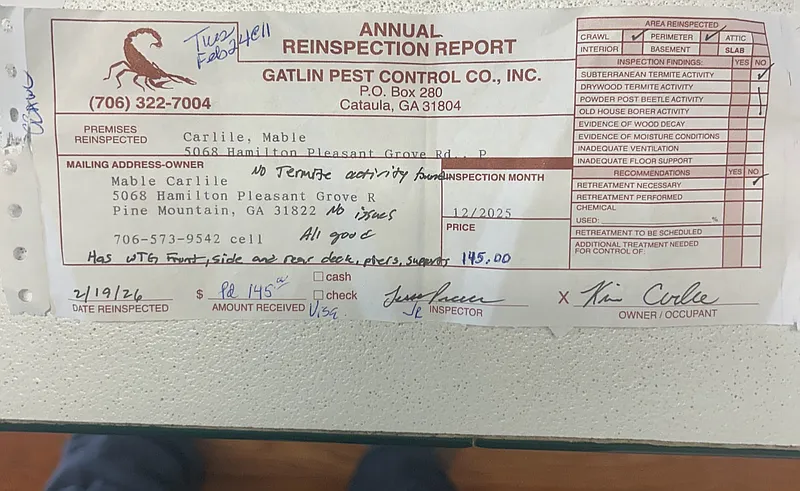 Tues
Feb 24th
ANNUAL
REINSPECTION REPORT
GATLIN PEST CONTROL CO., INC.
P.O. Box 280
Cataula, GA 31804
(706) 322-7004
CRAWL
PREMISES
REINSPECTED
Carlile, Mable
5068 Hamilton Pleasant Grove Rd., P
MAILING ADDRESS-OWNER
No Termite activity found
Mable Carlile
5068 Hamilton Pleasant Grove R
Pine Mountain, GA 31822
No issues
706-573-9542 cell
All good
Has WTG Front, side and rear deck, piers, supports
INSPECTION MONTH
12/2025
PRICE
145.00
AREA REINSPECTED
CRAWL ✓ PERIMETER ✓ ATTIC
INTERIOR BASEMENT SLAB
INSPECTION FINDINGS: YES NO
SUBTERRANEAN TERMITE ACTIVITY ✓
DRYWOOD TERMITE ACTIVITY
POWDER POST BEETLE ACTIVITY
OLD HOUSE BORER ACTIVITY
EVIDENCE OF WOOD DECAY
EVIDENCE OF MOISTURE CONDITIONS
INADEQUATE VENTILATION
INADEQUATE FLOOR SUPPORT
RECOMMENDATIONS YES NO
RETREATMENT NECESSARY ✓
RETREATMENT PERFORMED
CHEMICAL
USED: %
RETREATMENT TO BE SCHEDULED
ADDITIONAL TREATMENT NEEDED
FOR CONTROL OF:
2/19/26
DATE REINSPECTED
$ Pd 145
AMOUNT RECEIVED
cash
check
Visa
JR INSPECTOR
X Kim Carlile
OWNER / OCCUPANT